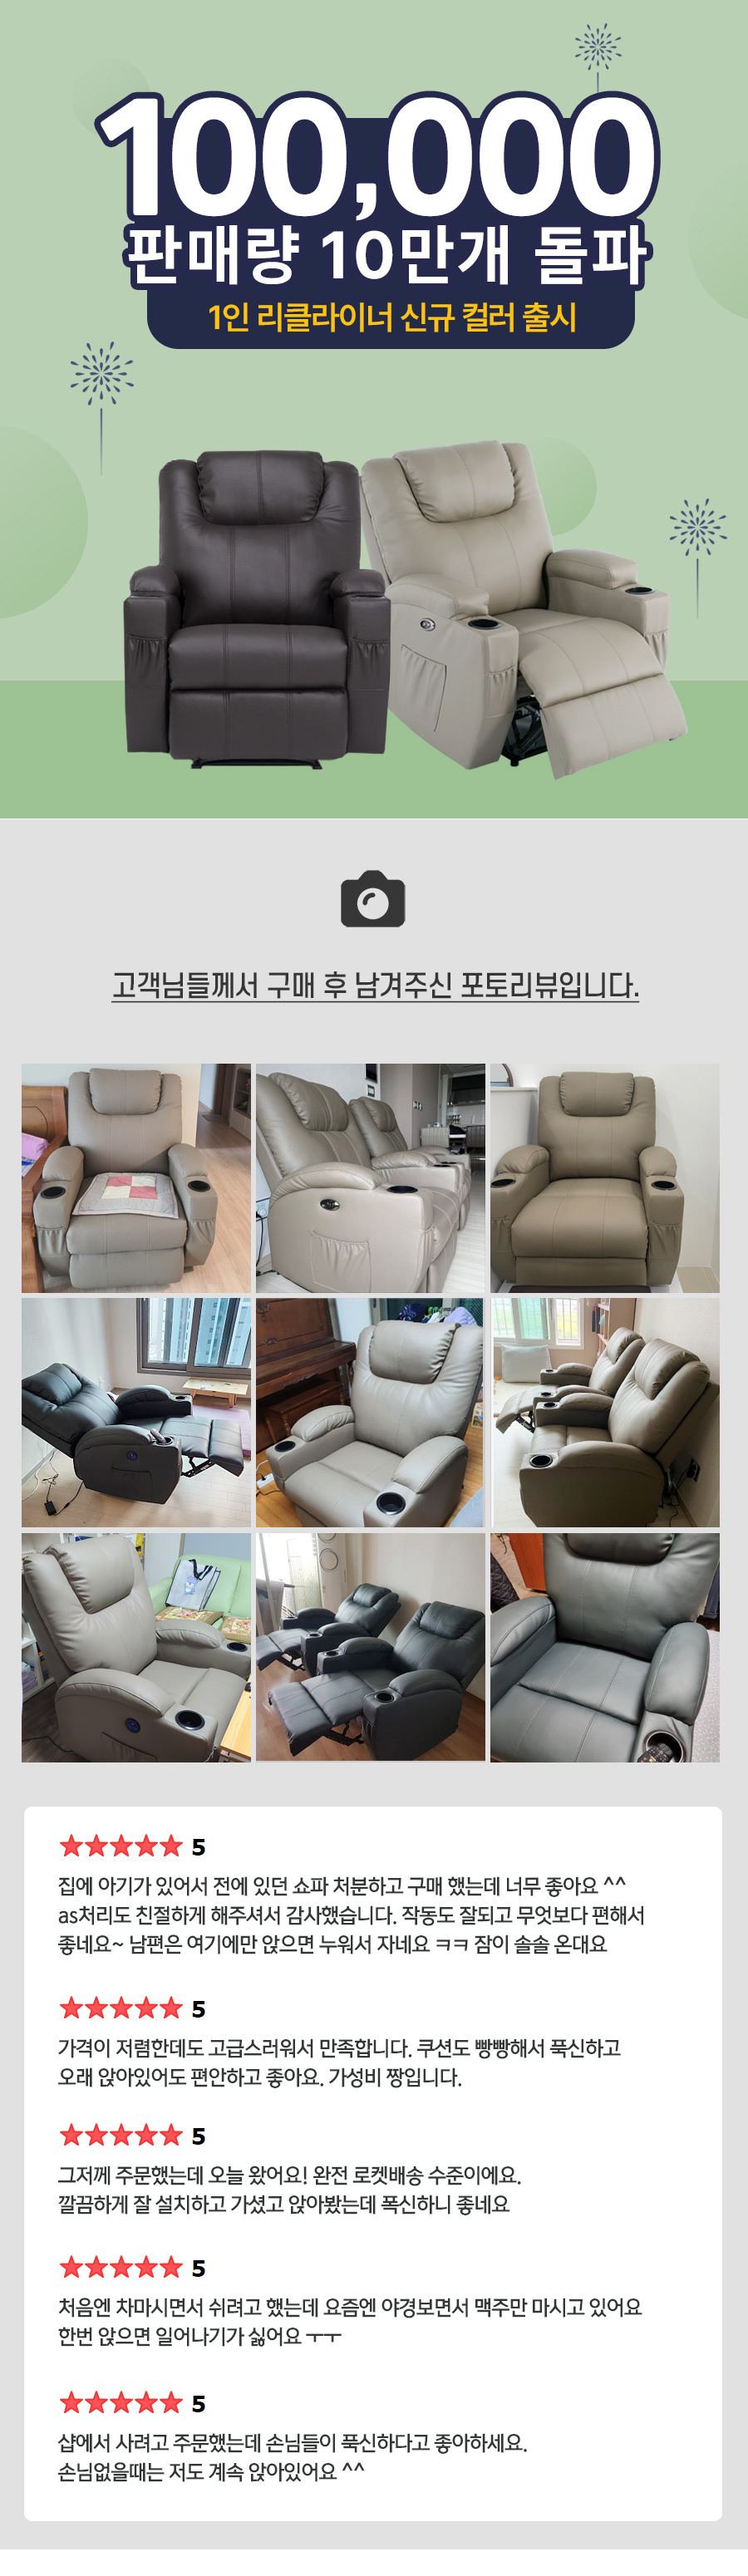 100,000
판매량 10만개 돌파
1인 리클라이너 신규 컬러 출시
고객님들께서 구매 후 남겨주신 포토리뷰입니다.
★★★★★ 5
집에 아기가 있어서 전에 있던 쇼파 처분하고 구매 했는데 너무 좋아요 ^^
as처리도 친절하게 해주셔서 감사했습니다. 작동도 잘되고 무엇보다 편해서
좋네요~ 남편은 여기에만 앉으면 누워서 자네요 ㅋㅋ 잠이 솔솔 온대요
★★★★★ 5
가격이 저렴한데도 고급스러워서 만족합니다. 쿠션도 빵빵해서 푹신하고
오래 앉아있어도 편안하고 좋아요. 가성비 짱입니다.
★★★★★ 5
그저께 주문했는데 오늘 왔어요! 완전 로켓배송 수준이에요.
깔끔하게 잘 설치하고 가셨고 앉아봤는데 폭신하니 좋네요
★★★★★ 5
처음엔 차마시면서 쉬려고 했는데 요즘엔 야경보면서 맥주만 마시고 있어요
한번 앉으면 일어나기가 싫어요 ㅜㅜ
★★★★★ 5
샵에서 사려고 주문했는데 손님들이 푹신하다고 좋아하세요.
손님없을때는 저도 계속 앉아있어요 ^^